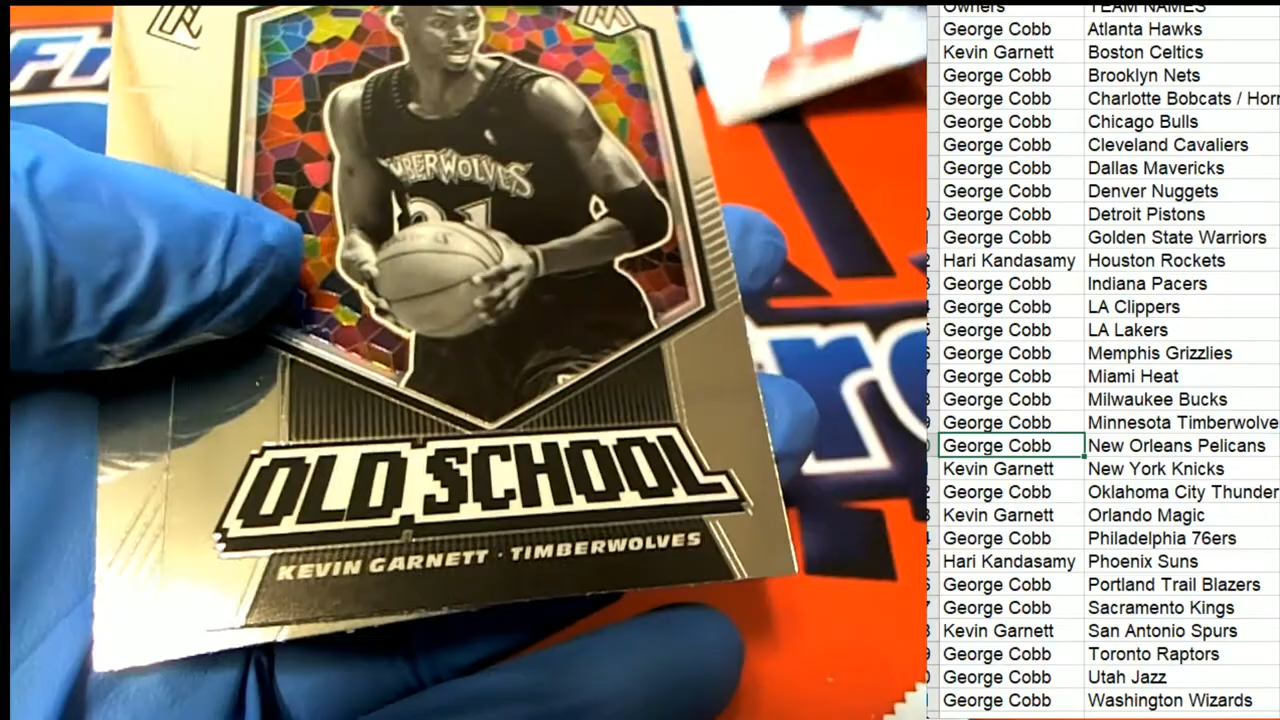 TIMBERWOLVES
21
OLD SCHOOL
KEVIN GARNETT · TIMBERWOLVES
Owners TEAM NAMES
George Cobb Atlanta Hawks
Kevin Garnett Boston Celtics
George Cobb Brooklyn Nets
George Cobb Charlotte Bobcats / Horr
George Cobb Chicago Bulls
George Cobb Cleveland Cavaliers
George Cobb Dallas Mavericks
George Cobb Denver Nuggets
George Cobb Detroit Pistons
George Cobb Golden State Warriors
Hari Kandasamy Houston Rockets
George Cobb Indiana Pacers
George Cobb LA Clippers
George Cobb LA Lakers
George Cobb Memphis Grizzlies
George Cobb Miami Heat
George Cobb Milwaukee Bucks
George Cobb Minnesota Timberwolve
George Cobb New Orleans Pelicans
Kevin Garnett New York Knicks
George Cobb Oklahoma City Thunder
Kevin Garnett Orlando Magic
George Cobb Philadelphia 76ers
Hari Kandasamy Phoenix Suns
George Cobb Portland Trail Blazers
George Cobb Sacramento Kings
Kevin Garnett San Antonio Spurs
George Cobb Toronto Raptors
George Cobb Utah Jazz
George Cobb Washington Wizards